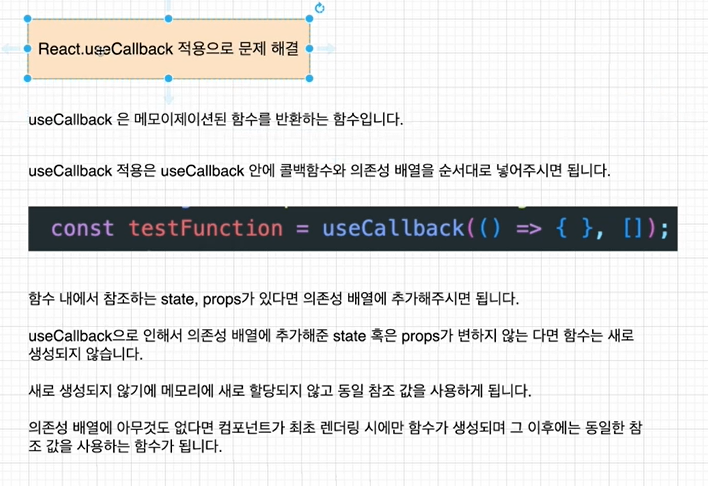 React.useCallback 적용으로 문제 해결
useCallback 은 메모이제이션된 함수를 반환하는 함수입니다.
useCallback 적용은 useCallback 안에 콜백함수와 의존성 배열을 순서대로 넣어주시면 됩니다.
const testFunction = useCallback(() => { }, []);
함수 내에서 참조하는 state, props가 있다면 의존성 배열에 추가해주시면 됩니다.
useCallback으로 인해서 의존성 배열에 추가해준 state 혹은 props가 변하지 않는 다면 함수는 새로
생성되지 않습니다.
새로 생성되지 않기에 메모리에 새로 할당되지 않고 동일 참조 값을 사용하게 됩니다.
의존성 배열에 아무것도 없다면 컴포넌트가 최초 렌더링 시에만 함수가 생성되며 그 이후에는 동일한 참
조 값을 사용하는 함수가 됩니다.